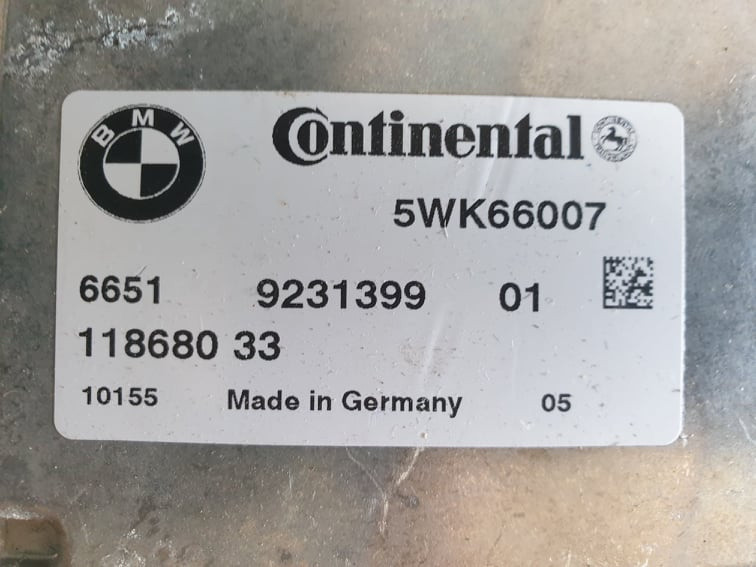 BMW
Continental
5WK66007
6651 9231399 01
118680 33
10155 Made in Germany 05